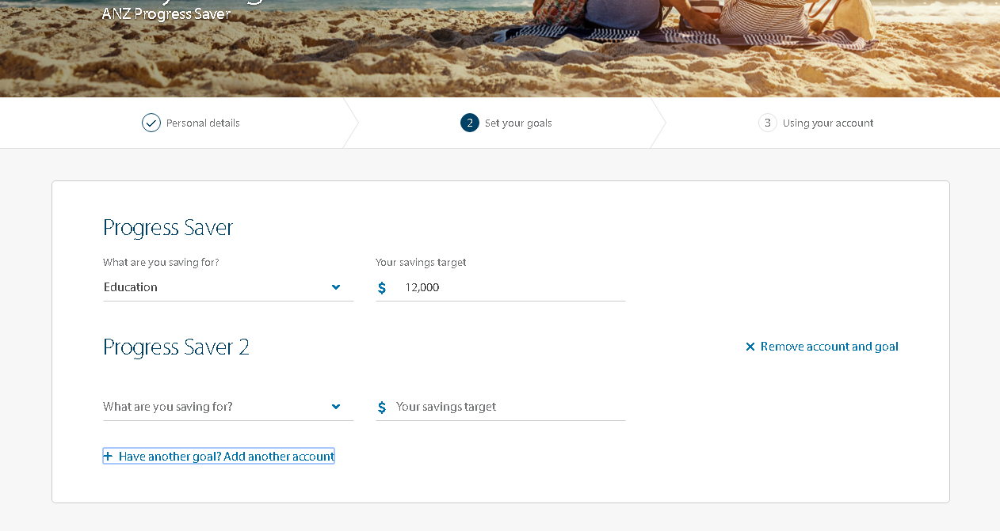 ANZ Progress Saver
Personal details
2 Set your goals
3 Using your account
Progress Saver
What are you saving for?
Your savings target
Education
$ 12,000
Progress Saver 2
× Remove account and goal
What are you saving for?
$ Your savings target
+ Have another goal? Add another account